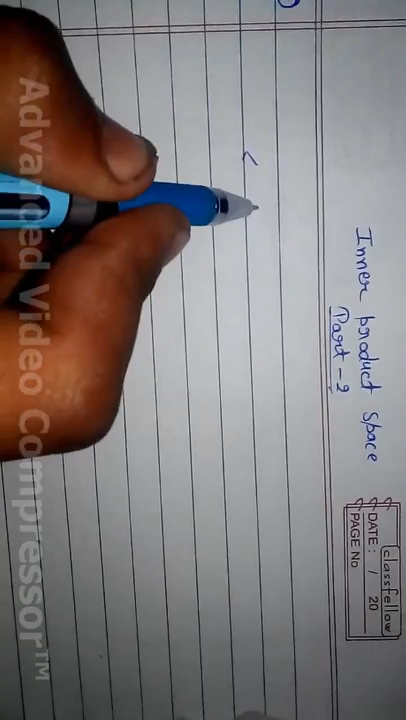 classfellow
DATE: / 20
PAGE No
Inner product space
Part-2
<
Advanced Video Compressor™